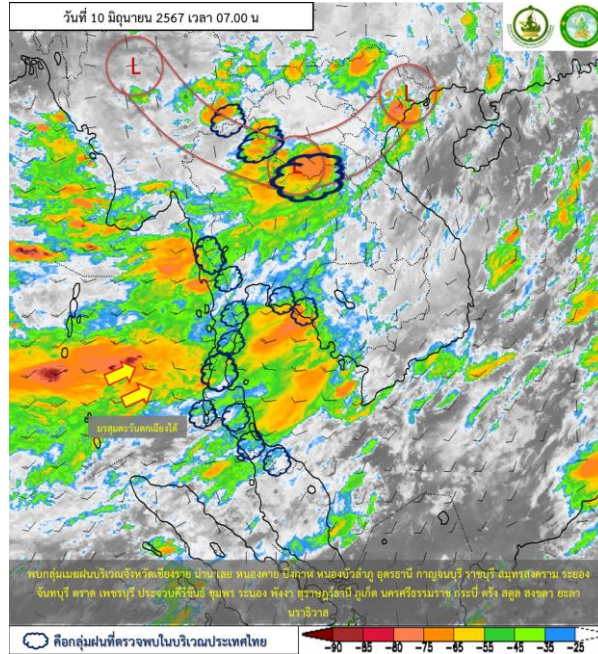 วันที่ 10 มิถุนายน 2567 เวลา 07.00 น
L
L
L
มรสุมตะวันตกเฉียงใต้
พบกลุ่มเมฆฝนบริเวณจังหวัดเชียงราย น่าน เลย หนองคาย บึงกาฬ หนองบัวลำภู อุดรธานี กาญจนบุรี ราชบุรี สมุทรสงคราม ระยอง
จันทบุรี ตราด เพชรบุรี ประจวบคีรีขันธ์ ชุมพร ระนอง พังงา สุราษฎร์ธานี ภูเก็ต นครศรีธรรมราช กระบี่ ตรัง สตูล สงขลา ยะลา
นราธิวาส
คือกลุ่มฝนที่ตรวจพบในบริเวณประเทศไทย
-90 -85 -80 -75 -65 -55 -45 -35 -25